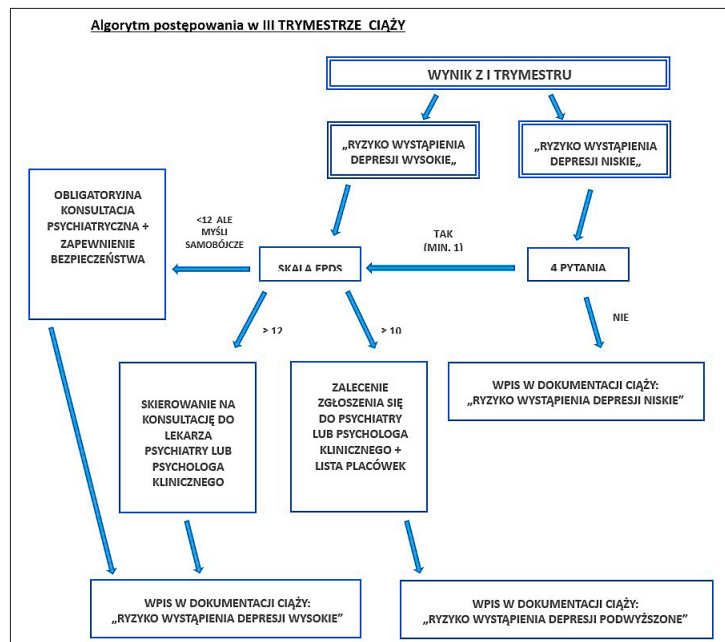 Algorytm postępowania w III TRYMESTRZE CIĄŻY
WYNIK Z I TRYMESTRU
„RYZYKO WYSTĄPIENIA
DEPRESJI WYSOKIE„
„RYZYKO WYSTĄPIENIA
DEPRESJI NISKIE„
OBLIGATORYJNA
KONSULTACJA
PSYCHIATRYCZNA +
ZAPEWNIENIE
BEZPIECZEŃSTWA
<12 ALE
MYŚLI
SAMOBÓJCZE
SKALA EPDS
TAK
(MIN. 1)
4 PYTANIA
NIE
> 12
> 10
SKIEROWANIE NA
KONSULTACJĘ DO
LEKARZA
PSYCHIATRY LUB
PSYCHOLOGA
KLINICZNEGO
ZALECENIE
ZGŁOSZENIA SIĘ
DO PSYCHIATRY
LUB PSYCHOLOGA
KLINICZNEGO +
LISTA PLACÓWEK
WPIS W DOKUMENTACJI CIĄŻY:
„RYZYKO WYSTĄPIENIA DEPRESJI NISKIE”
WPIS W DOKUMENTACJI CIĄŻY:
„RYZYKO WYSTĄPIENIA DEPRESJI WYSOKIE”
WPIS W DOKUMENTACJI CIĄŻY:
„RYZYKO WYSTĄPIENIA DEPRESJI PODWYŻSZONE”